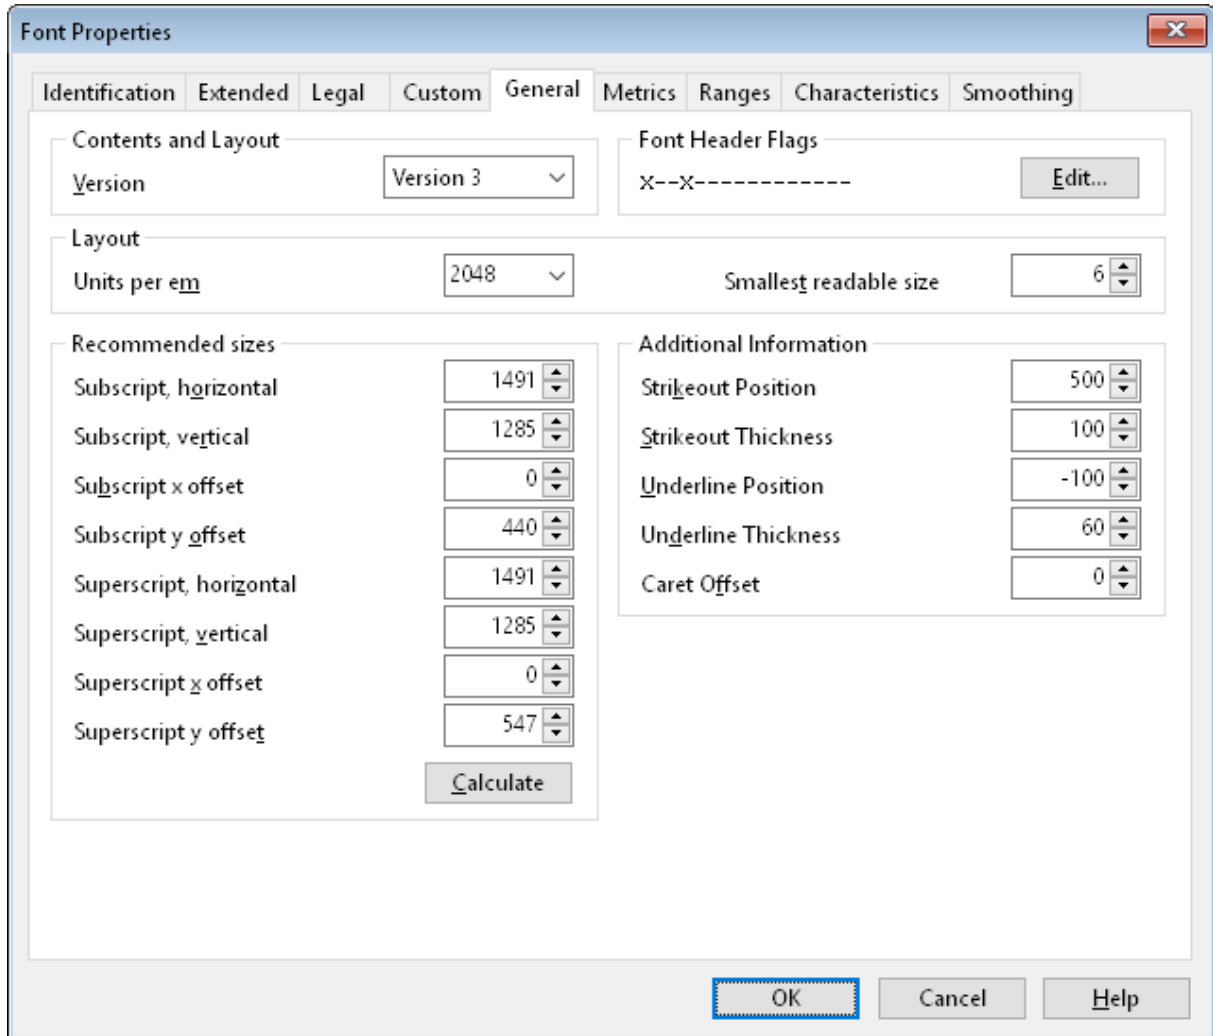 Font Properties
Identification Extended Legal Custom General Metrics Ranges Characteristics Smoothing
Contents and Layout
Version Version 3
Font Header Flags
x--x------------ Edit...
Layout
Units per em 2048 Smallest readable size 6
Recommended sizes
Subscript, horizontal 1491
Subscript, vertical 1285
Subscript x offset 0
Subscript y offset 440
Superscript, horizontal 1491
Superscript, vertical 1285
Superscript x offset 0
Superscript y offset 547
Calculate
Additional Information
Strikeout Position 500
Strikeout Thickness 100
Underline Position -100
Underline Thickness 60
Caret Offset 0
OK Cancel Help